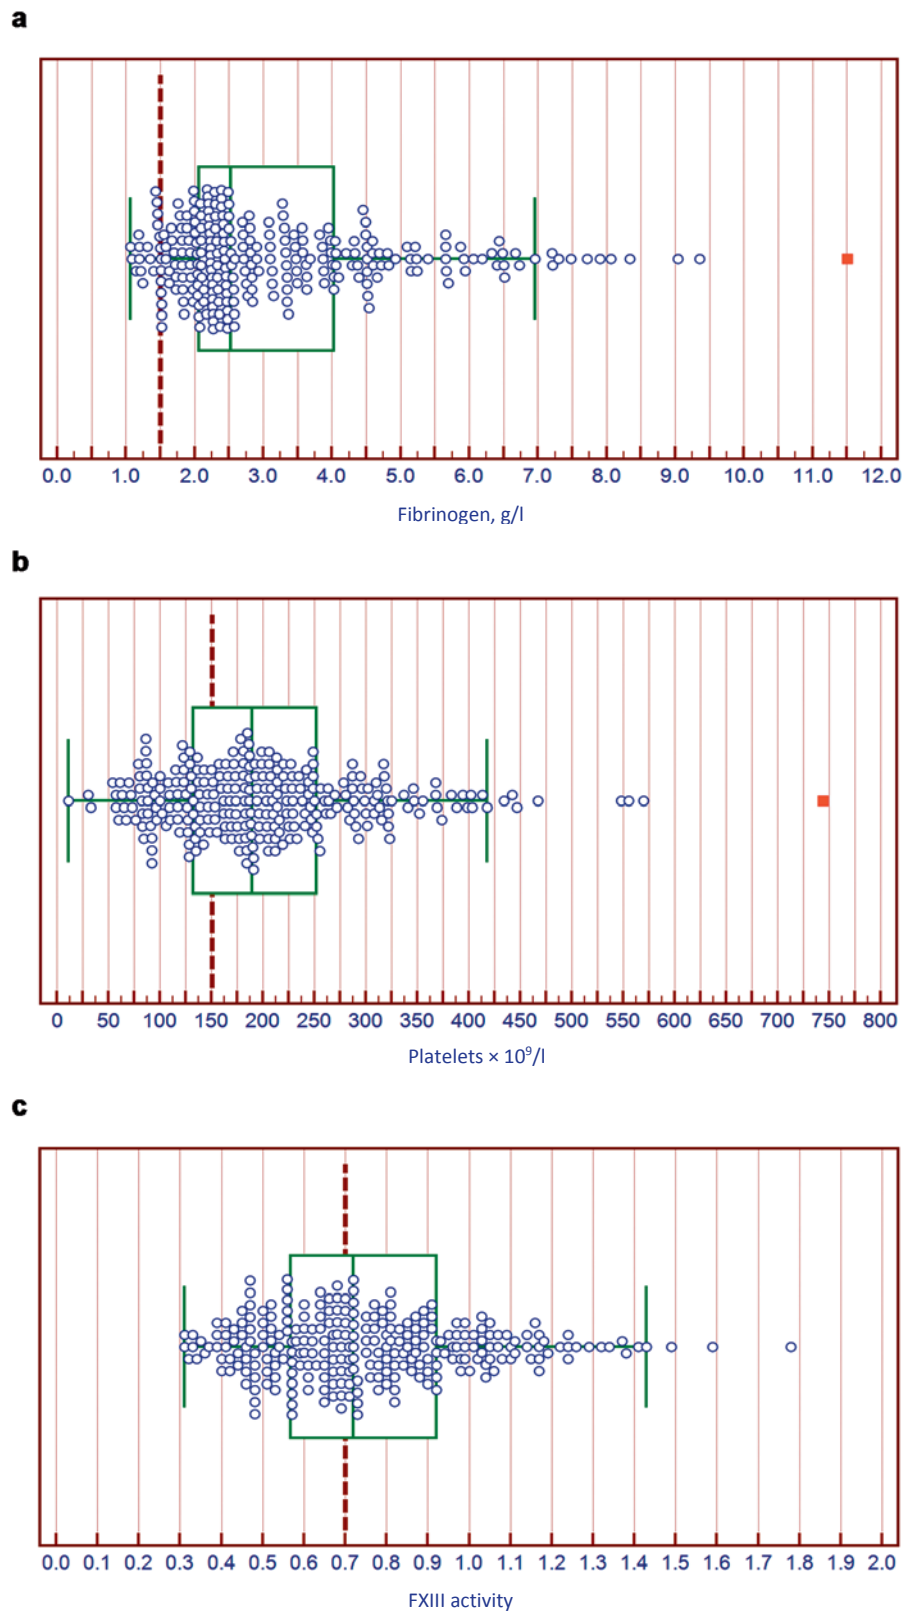 a
0.0 1.0 2.0 3.0 4.0 5.0 6.0 7.0 8.0 9.0 10.0 11.0 12.0
Fibrinogen, g/l
b
0 50 100 150 200 250 300 350 400 450 500 550 600 650 700 750 800
Platelets × 10⁹/l
c
0.0 0.1 0.2 0.3 0.4 0.5 0.6 0.7 0.8 0.9 1.0 1.1 1.2 1.3 1.4 1.5 1.6 1.7 1.8 1.9 2.0
FXIII activity